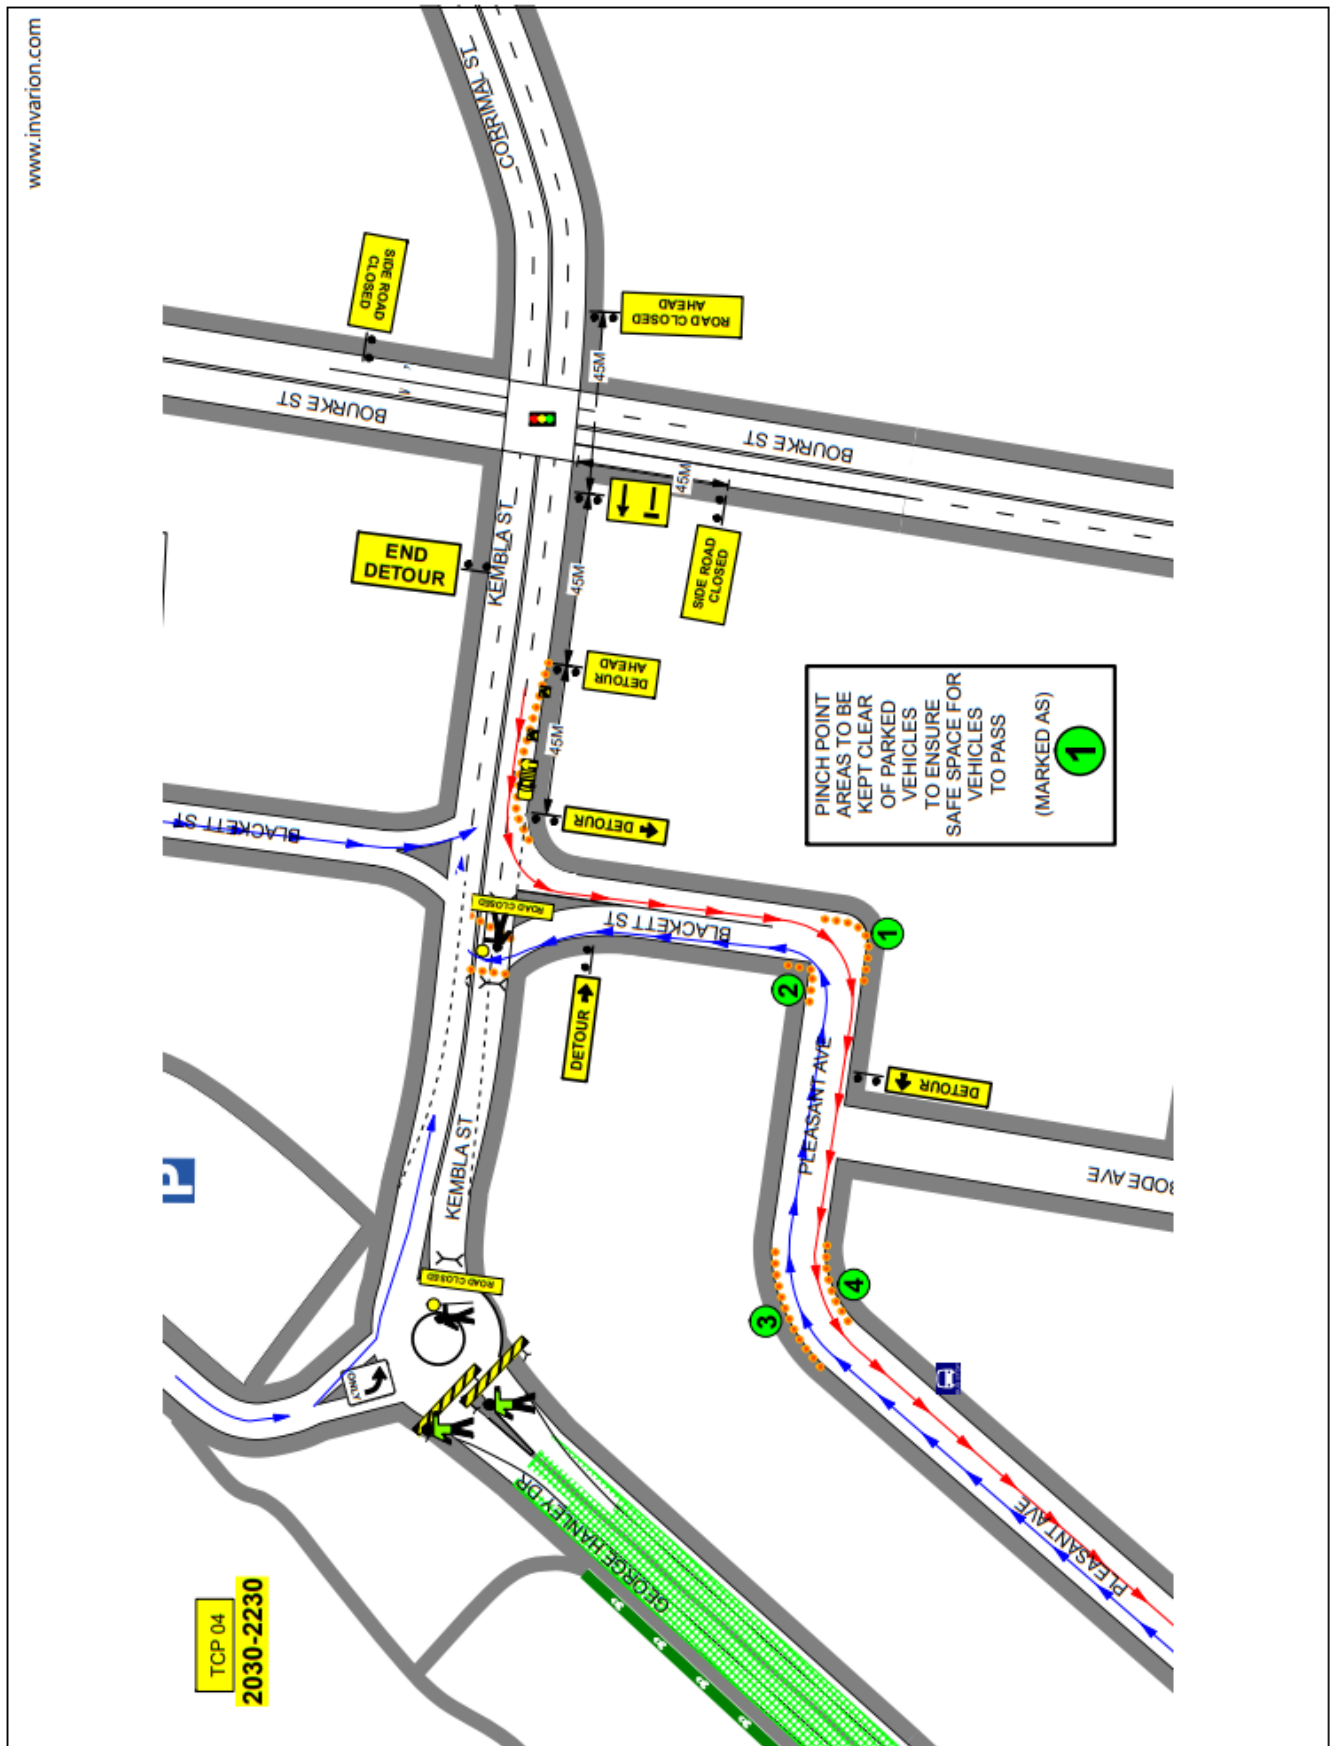 www.invarion.com
CORRIMAL ST.
SIDE ROAD
CLOSED
ROAD CLOSED
AHEAD
45M
BOURKE ST
BOURKE ST
45M
KEMBLA ST
END
DETOUR
SIDE ROAD
CLOSED
45M
DETOUR
AHEAD
45M
DETOUR
BLACKETT ST
ROAD CLOSED
BLACKETT ST
PINCH POINT
AREAS TO BE
KEPT CLEAR
OF PARKED
VEHICLES
TO ENSURE
SAFE SPACE FOR
VEHICLES
TO PASS
(MARKED AS)
1
1
2
DETOUR
DETOUR
PLEASANT AVE
BODE AVE
P
KEMBLA ST
ROAD CLOSED
3
4
ONLY
GEORGE HANLEY DR
PLEASANT AVE
TCP 04
2030-2230